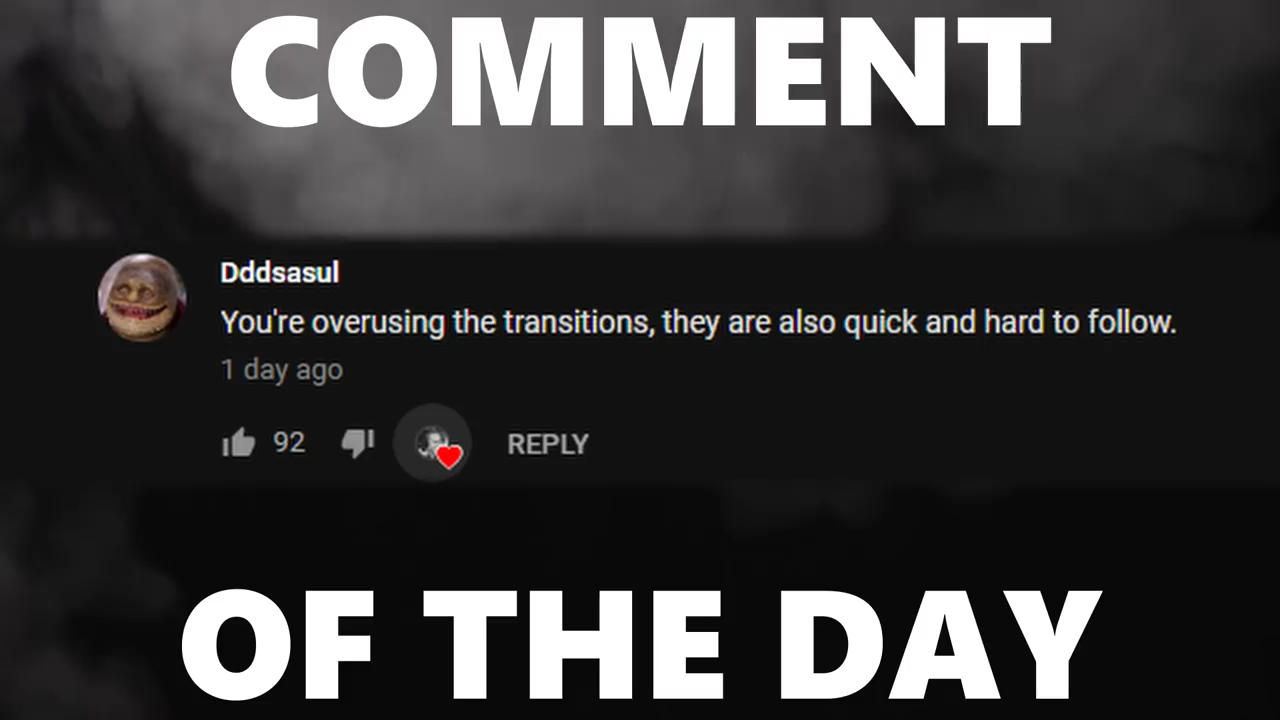 COMMENT
Dddsasul
You're overusing the transitions, they are also quick and hard to follow.
1 day ago
92
REPLY
OF THE DAY